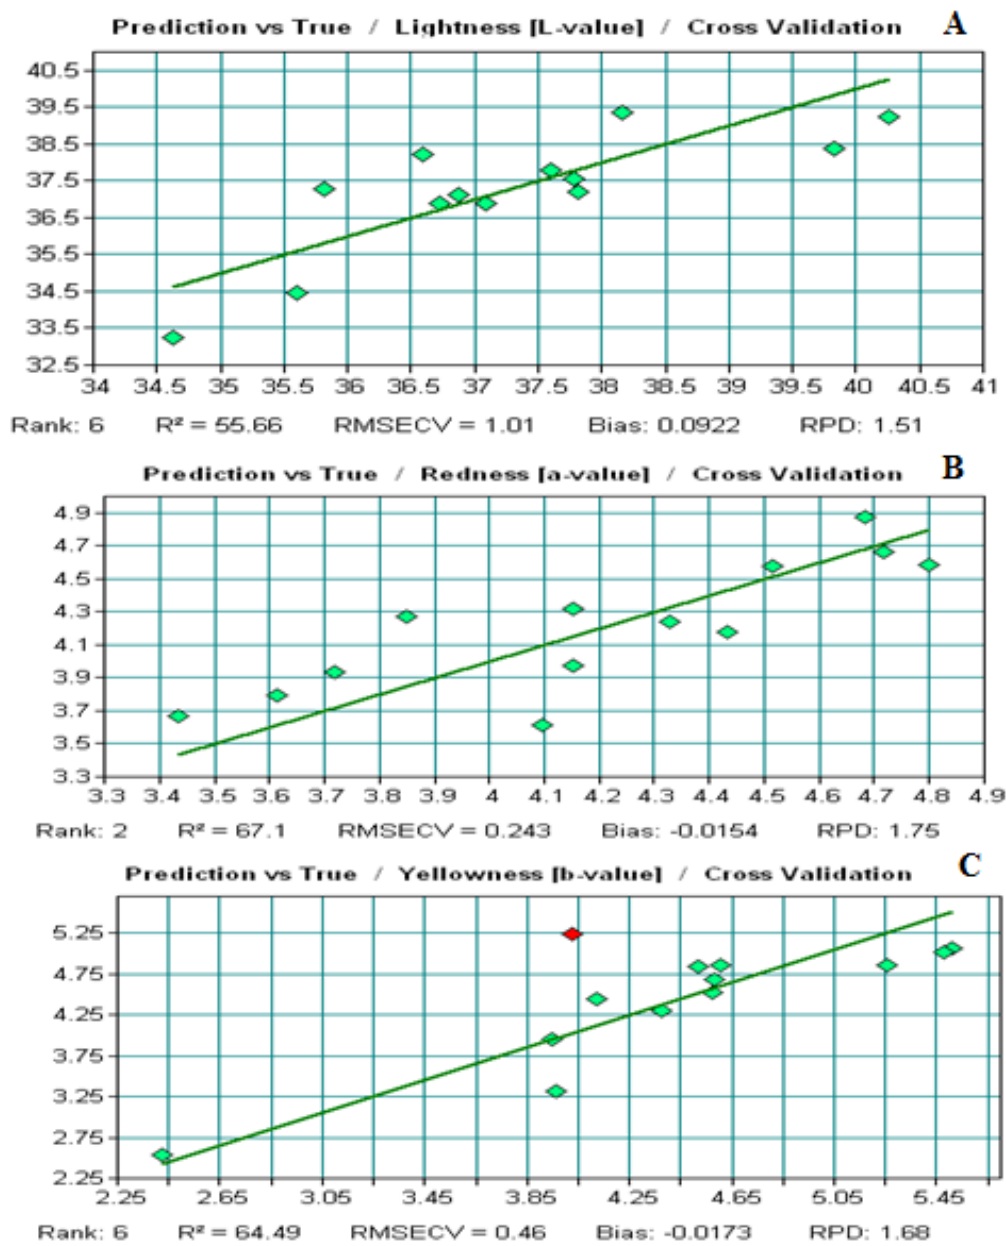 Prediction vs True / Lightness [L-value] / Cross Validation A
40.5
39.5
38.5
37.5
36.5
35.5
34.5
33.5
32.5
34 34.5 35 35.5 36 36.5 37 37.5 38 38.5 39 39.5 40 40.5 41
Rank: 6 R² = 55.66 RMSECV = 1.01 Bias: 0.0922 RPD: 1.51
Prediction vs True / Redness [a-value] / Cross Validation B
4.9
4.7
4.5
4.3
4.1
3.9
3.7
3.5
3.3
3.3 3.4 3.5 3.6 3.7 3.8 3.9 4 4.1 4.2 4.3 4.4 4.5 4.6 4.7 4.8 4.9
Rank: 2 R² = 67.1 RMSECV = 0.243 Bias: -0.0154 RPD: 1.75
Prediction vs True / Yellowness [b-value] / Cross Validation C
5.25
4.75
4.25
3.75
3.25
2.75
2.25
2.25 2.65 3.05 3.45 3.85 4.25 4.65 5.05 5.45
Rank: 6 R² = 64.49 RMSECV = 0.46 Bias: -0.0173 RPD: 1.68